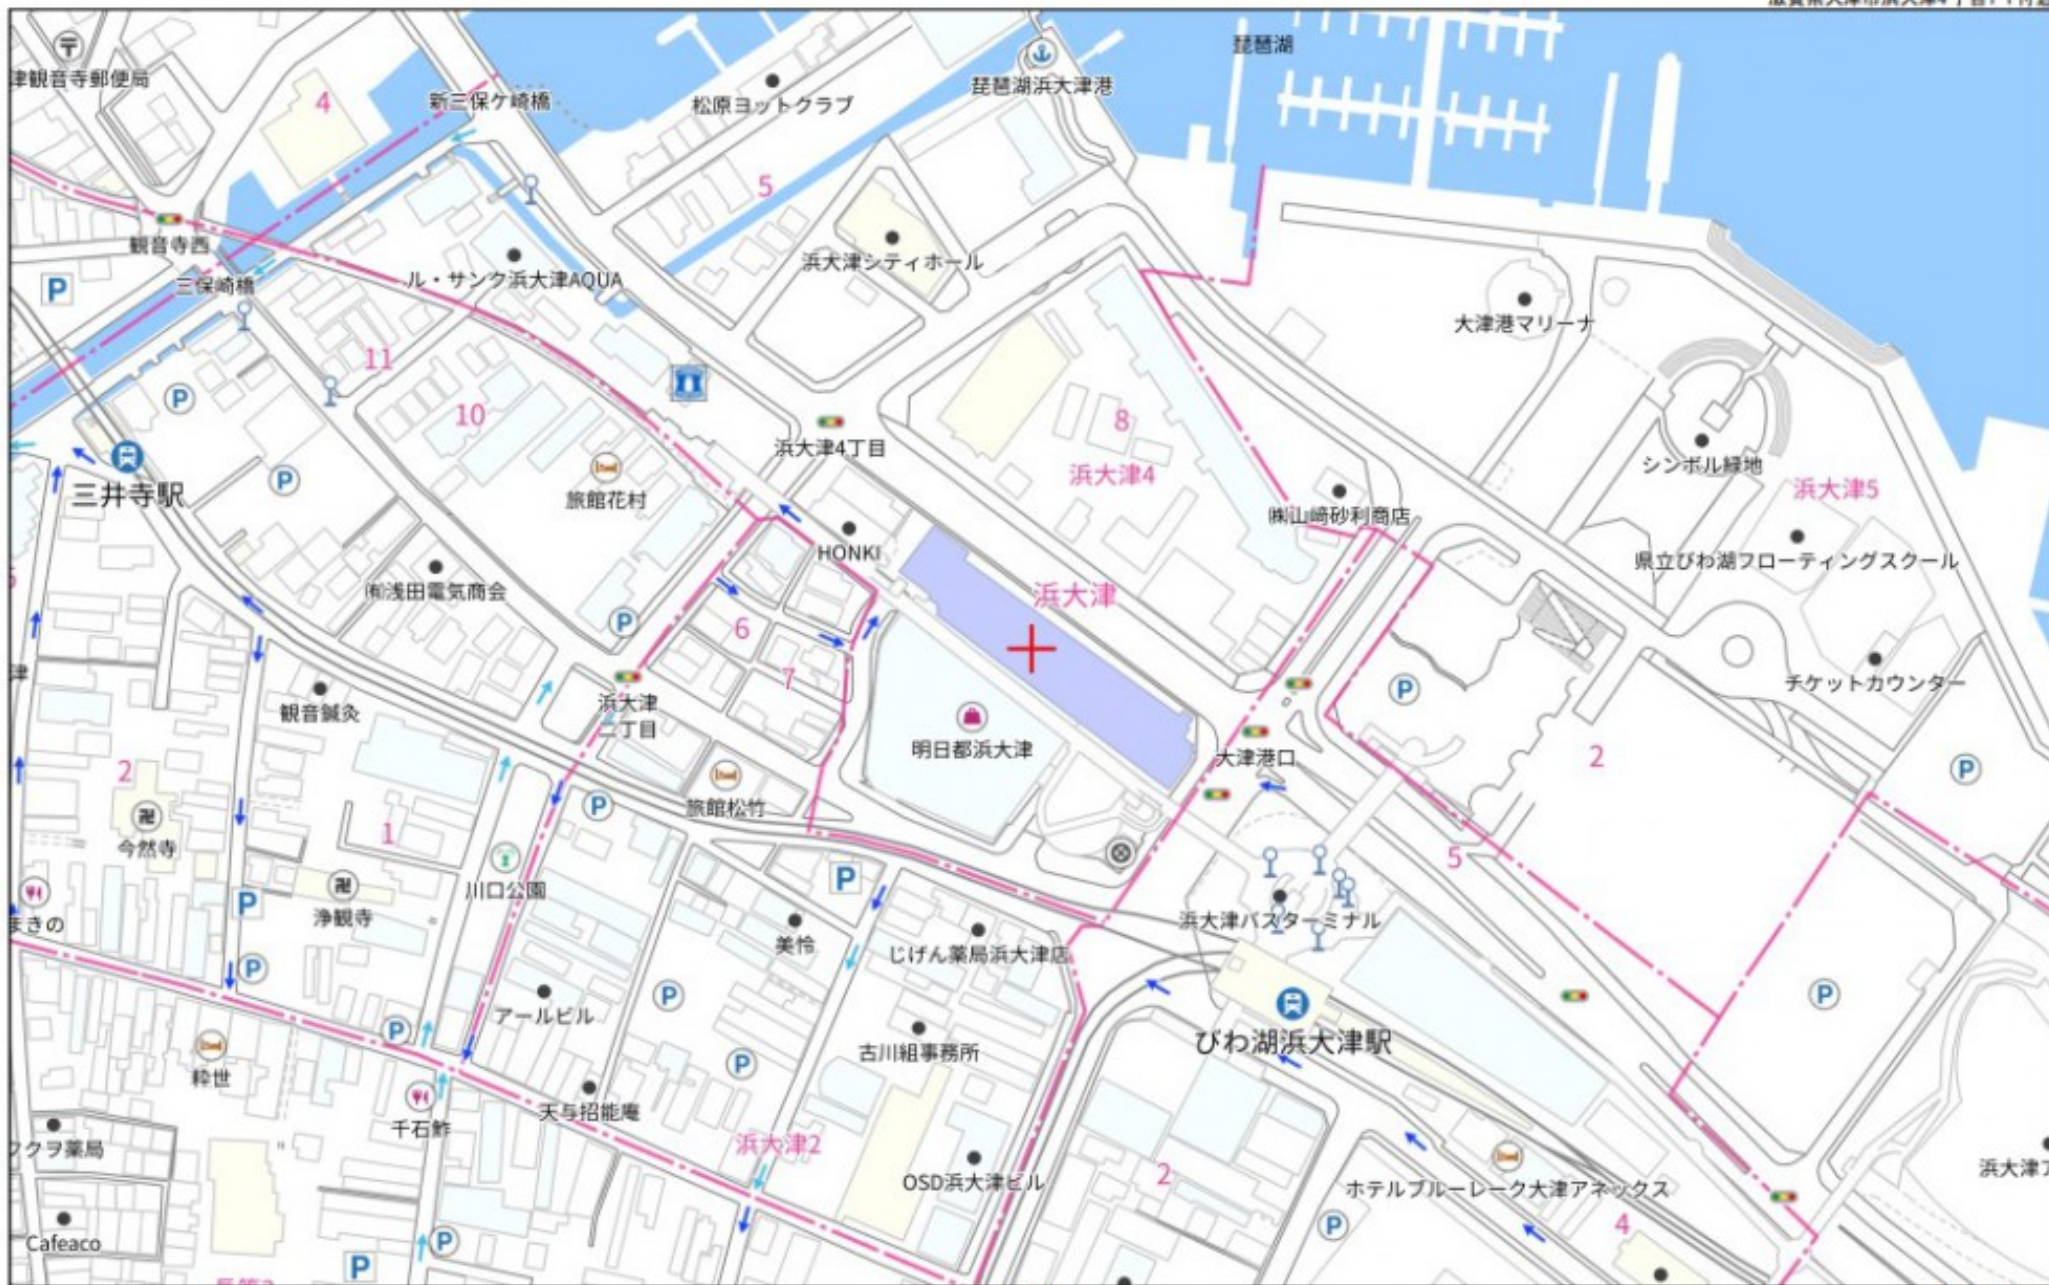 津観音寺郵便局
4
新三保ケ崎橋
松原ヨットクラブ
琵琶湖浜大津港
琵琶湖
5
観音寺西
三保崎橋
ル・サンク浜大津AQUA
浜大津シティホール
大津港マリーナ
P
11
10
P
8
浜大津4丁目
浜大津4
シンボル緑地
浜大津5
三井寺駅
P
旅館花村
㈱山﨑砂利商店
HONKI
県立びわ湖フローティングスクール
㈲浅田電気商会
浜大津
P
6
7
津
観音鍼灸
浜大津
二丁目
明日都浜大津
P
チケットカウンター
大津港口
2
2
P
旅館松竹
P
1
今然寺
川口公園
P
5
まきの
浄観寺
P
美怜
浜大津バスターミナル
じげん薬局浜大津店
P
P
P
アールビル
P
古川組事務所
びわ湖浜大津駅
粋世
P
千石鮓
天与招能庵
浜大津2
ククヲ薬局
OSD浜大津ビル
2
ホテルブルーレーク大津アネックス
浜大津ア
4
P
Cafeaco
P
P